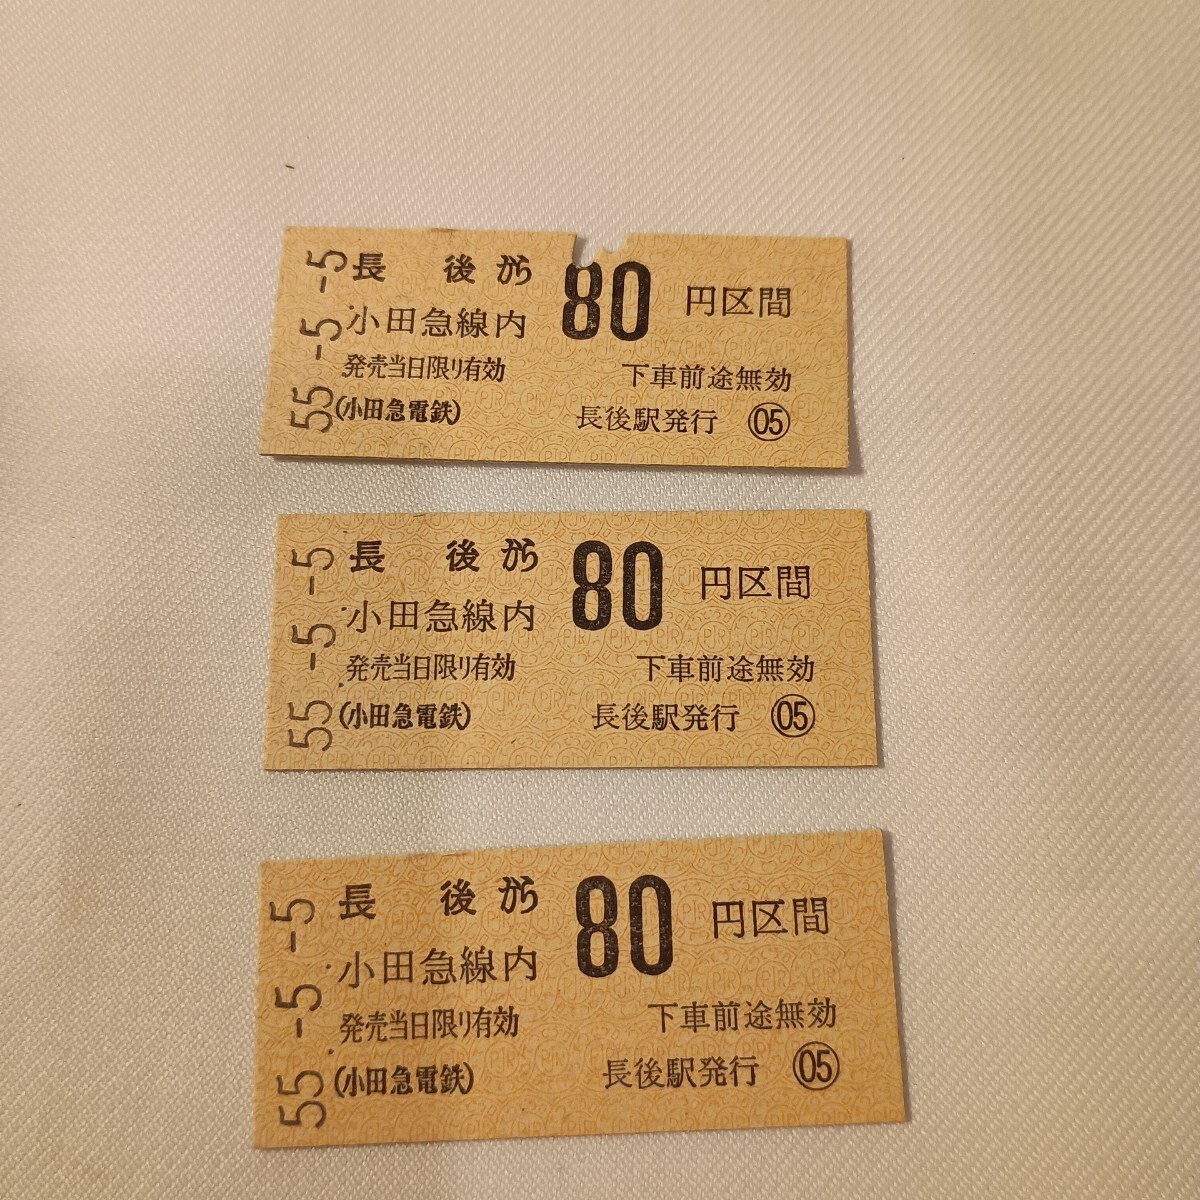 55.-5.-5
長 後から 80 円区間
小田急線内
発売当日限り有効 下車前途無効
(小田急電鉄) 長後駅発行 05
55.-5.-5
長 後から 80 円区間
小田急線内
発売当日限り有効 下車前途無効
(小田急電鉄) 長後駅発行 05
55.-5.-5
長 後から 80 円区間
小田急線内
発売当日限り有効 下車前途無効
(小田急電鉄) 長後駅発行 05